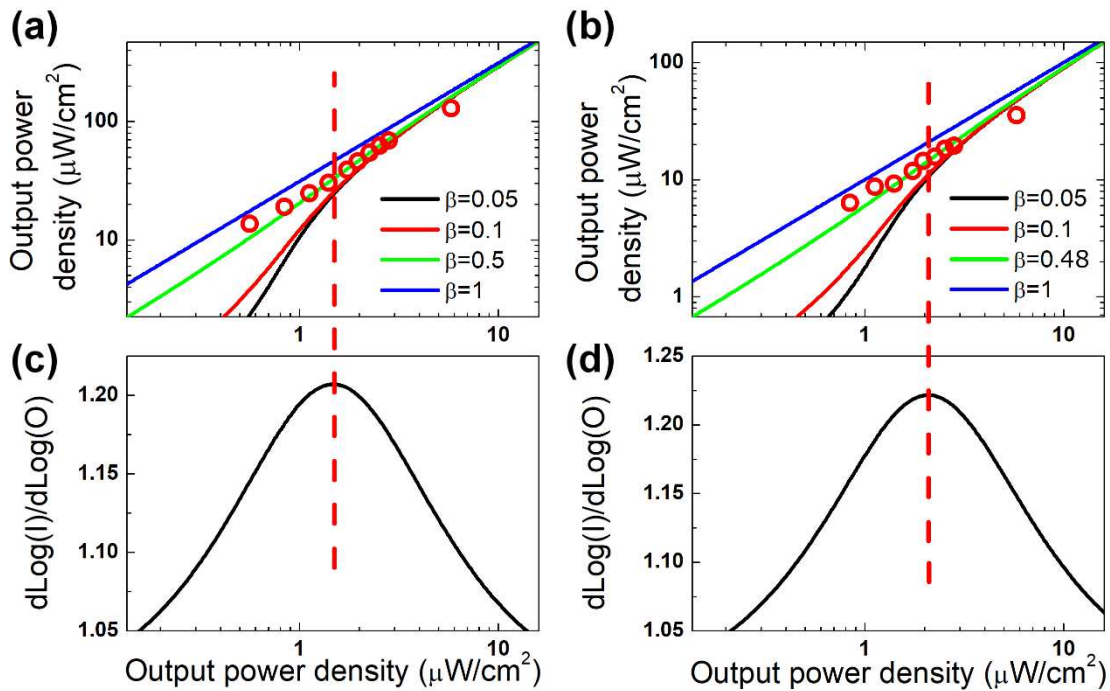 (a)
Output power
density (μW/cm²)
100
10
β=0.05
β=0.1
β=0.5
β=1
1
10
(b)
Output power
density (μW/cm²)
100
10
1
β=0.05
β=0.1
β=0.48
β=1
1
10
(c)
dLog(I)/dLog(O)
1.20
1.15
1.10
1.05
1
10
Output power density (μW/cm²)
(d)
dLog(I)/dLog(O)
1.25
1.20
1.15
1.10
1.05
1
10
Output power density (μW/cm²)